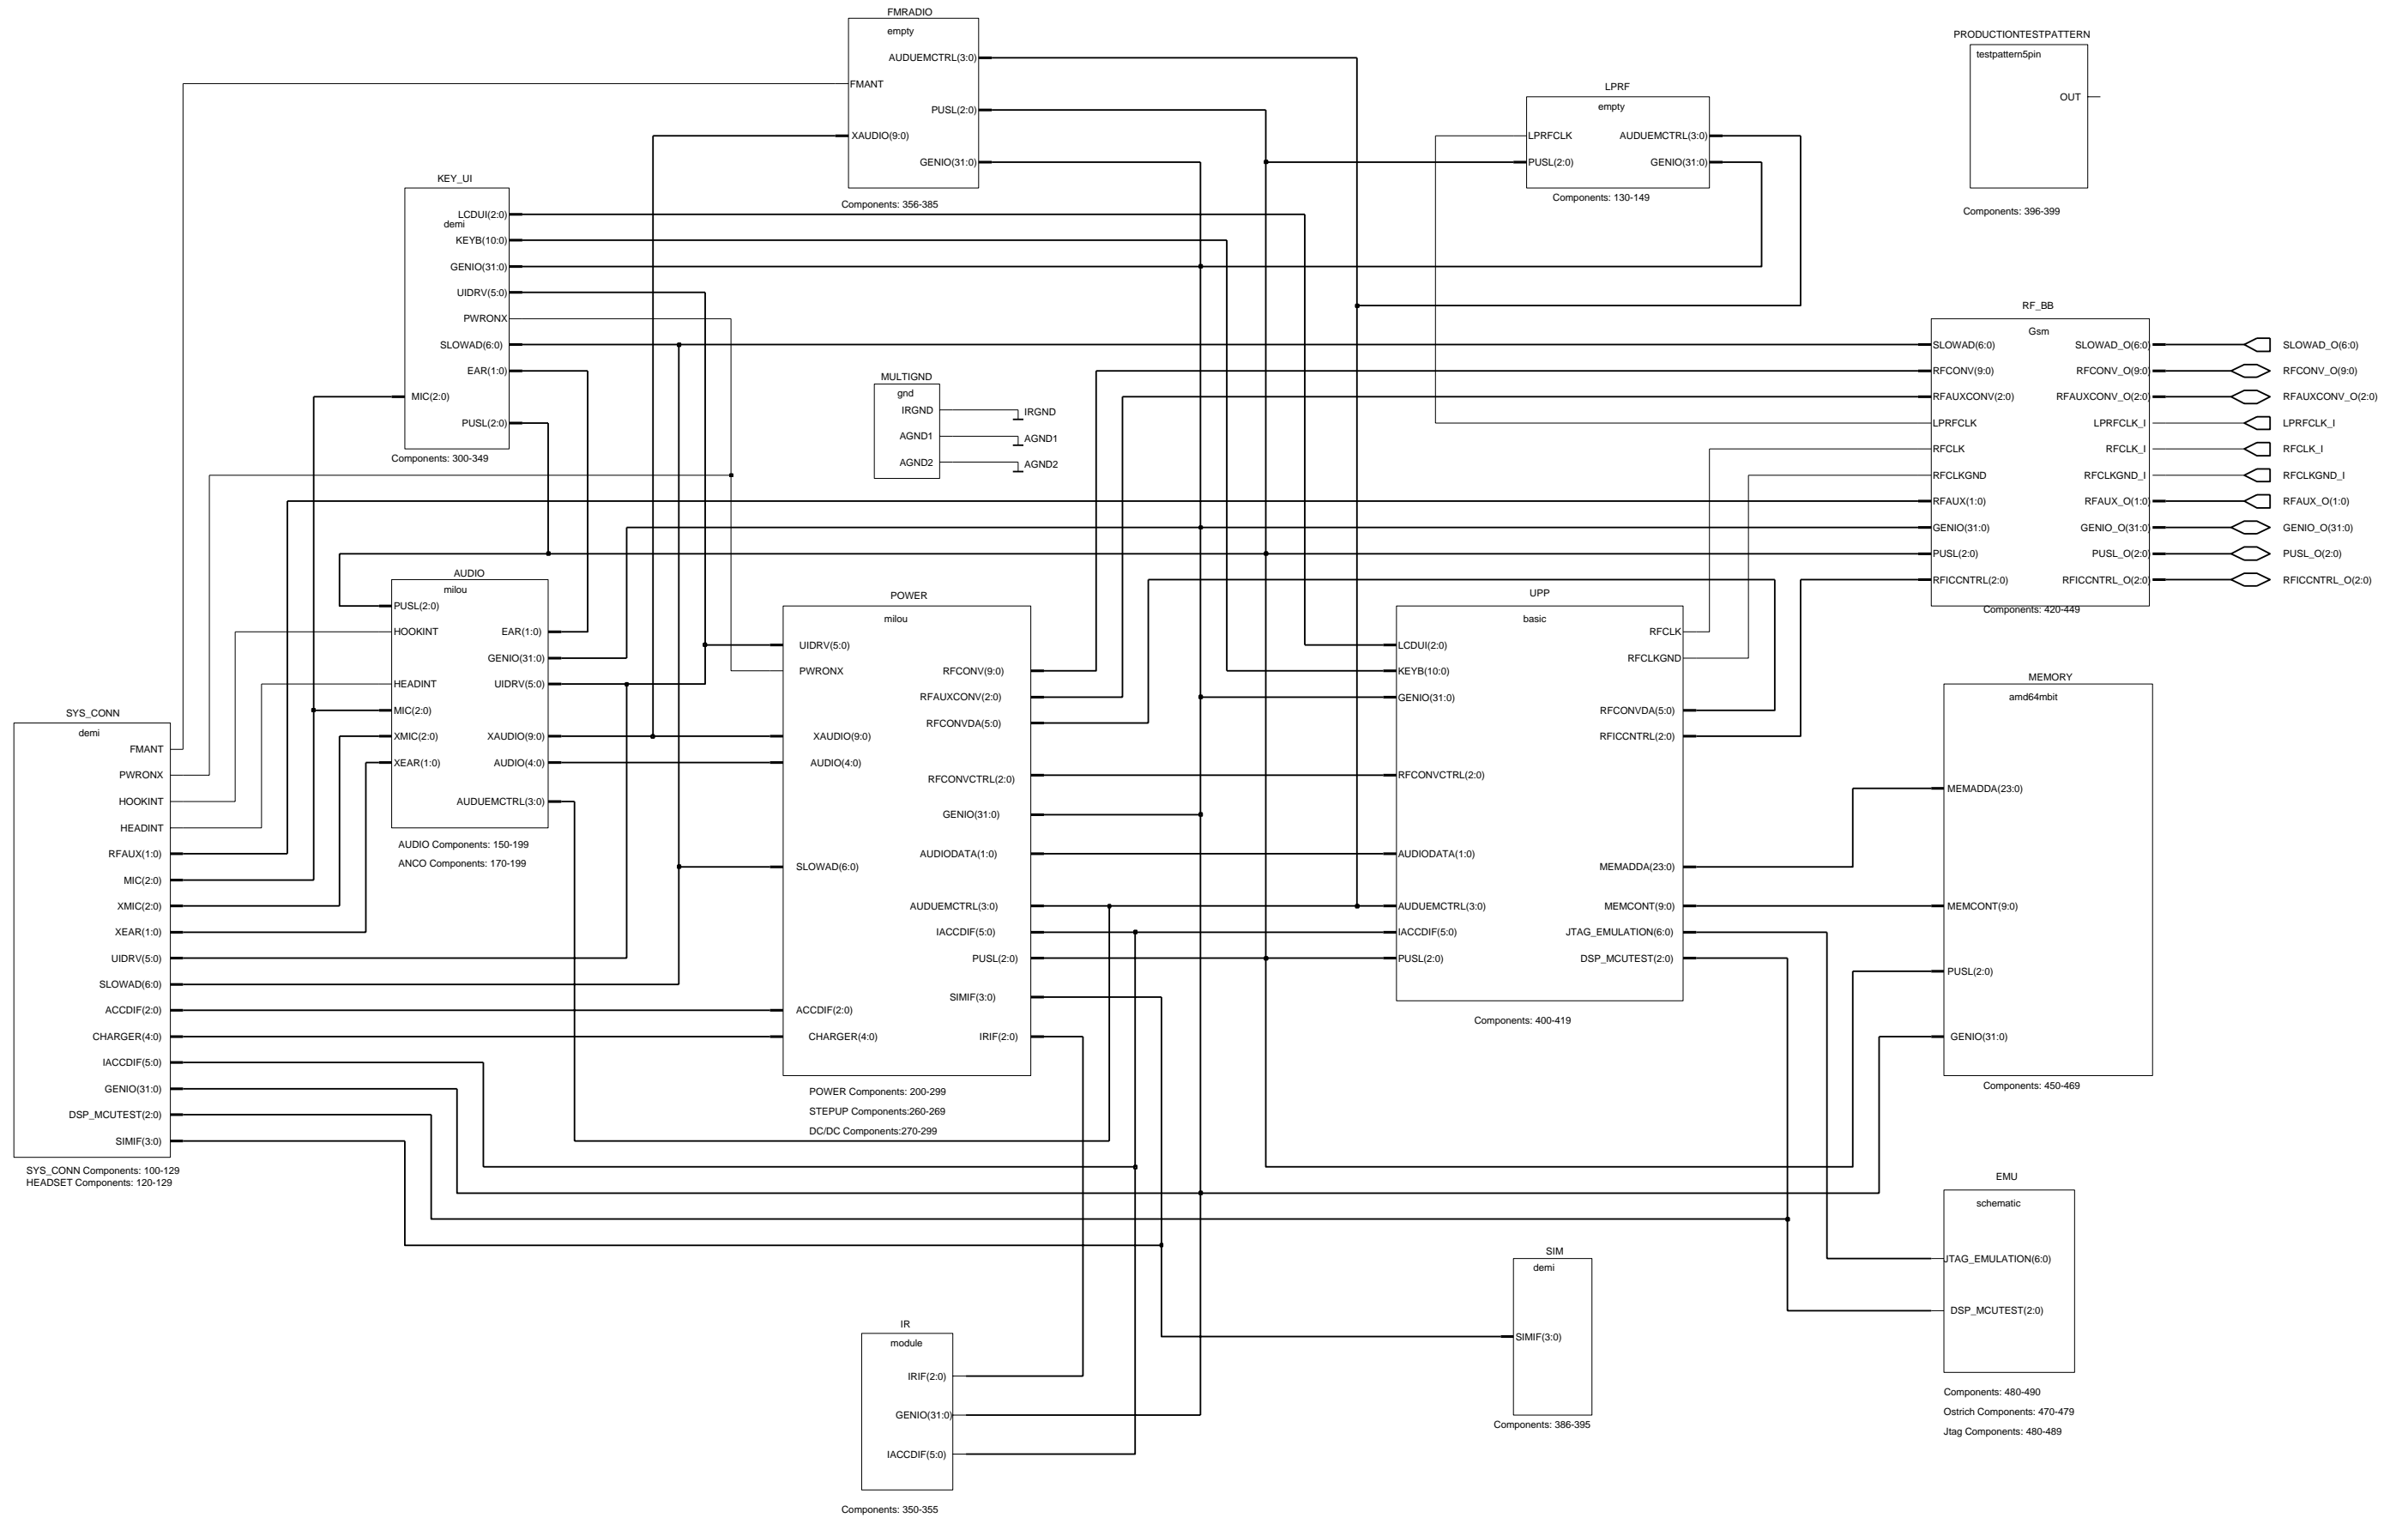 FMRADIO
empty
AUDUEMCTRL(3:0)
FMANT
PUSL(2:0)
XAUDIO(9:0)
GENIO(31:0)
Components: 356-385
PRODUCTIONTESTPATTERN
testpattern5pin
OUT
Components: 396-399
LPRF
empty
LPRFCLK
AUDUEMCTRL(3:0)
PUSL(2:0)
GENIO(31:0)
Components: 130-149
KEY_UI
LCDUI(2:0)
demi
KEYB(10:0)
GENIO(31:0)
UIDRV(5:0)
PWRONX
SLOWAD(6:0)
EAR(1:0)
MIC(2:0)
PUSL(2:0)
Components: 300-349
MULTIGND
gnd
IRGND
IRGND
AGND1
AGND1
AGND2
AGND2
RF_BB
Gsm
SLOWAD(6:0)
SLOWAD_O(6:0)
SLOWAD_O(6:0)
RFCONV(9:0)
RFCONV_O(9:0)
RFCONV_O(9:0)
RFAUXCONV(2:0)
RFAUXCONV_O(2:0)
RFAUXCONV_O(2:0)
LPRFCLK
LPRFCLK_I
LPRFCLK_I
RFCLK
RFCLK_I
RFCLK_I
RFCLKGND
RFCLKGND_I
RFCLKGND_I
RFAUX(1:0)
RFAUX_O(1:0)
RFAUX_O(1:0)
GENIO(31:0)
GENIO_O(31:0)
GENIO_O(31:0)
PUSL(2:0)
PUSL_O(2:0)
PUSL_O(2:0)
RFICCNTRL(2:0)
RFICCNTRL_O(2:0)
RFICCNTRL_O(2:0)
Components: 420-449
AUDIO
milou
PUSL(2:0)
HOOKINT
EAR(1:0)
GENIO(31:0)
HEADINT
UIDRV(5:0)
MIC(2:0)
XMIC(2:0)
XAUDIO(9:0)
XEAR(1:0)
AUDIO(4:0)
AUDUEMCTRL(3:0)
AUDIO Components: 150-199
ANCO Components: 170-199
POWER
milou
UIDRV(5:0)
PWRONX
RFCONV(9:0)
RFAUXCONV(2:0)
RFCONVDA(5:0)
XAUDIO(9:0)
AUDIO(4:0)
RFCONVCTRL(2:0)
GENIO(31:0)
AUDIODATA(1:0)
SLOWAD(6:0)
AUDUEMCTRL(3:0)
IACCDIF(5:0)
PUSL(2:0)
SIMIF(3:0)
ACCDIF(2:0)
CHARGER(4:0)
IRIF(2:0)
POWER Components: 200-299
STEPUP Components:260-269
DC/DC Components:270-299
UPP
basic
RFCLK
LCDUI(2:0)
RFCLKGND
KEYB(10:0)
GENIO(31:0)
RFCONVDA(5:0)
RFICCNTRL(2:0)
RFCONVCTRL(2:0)
AUDIODATA(1:0)
MEMADDA(23:0)
AUDUEMCTRL(3:0)
MEMCONT(9:0)
IACCDIF(5:0)
JTAG_EMULATION(6:0)
PUSL(2:0)
DSP_MCUTEST(2:0)
Components: 400-419
MEMORY
amd64mbit
MEMADDA(23:0)
MEMCONT(9:0)
PUSL(2:0)
GENIO(31:0)
Components: 450-469
SYS_CONN
demi
FMANT
PWRONX
HOOKINT
HEADINT
RFAUX(1:0)
MIC(2:0)
XMIC(2:0)
XEAR(1:0)
UIDRV(5:0)
SLOWAD(6:0)
ACCDIF(2:0)
CHARGER(4:0)
IACCDIF(5:0)
GENIO(31:0)
DSP_MCUTEST(2:0)
SIMIF(3:0)
SYS_CONN Components: 100-129
HEADSET Components: 120-129
EMU
schematic
JTAG_EMULATION(6:0)
DSP_MCUTEST(2:0)
Components: 480-490
Ostrich Components: 470-479
Jtag Components: 480-489
SIM
demi
SIMIF(3:0)
Components: 386-395
IR
module
IRIF(2:0)
GENIO(31:0)
IACCDIF(5:0)
Components: 350-355